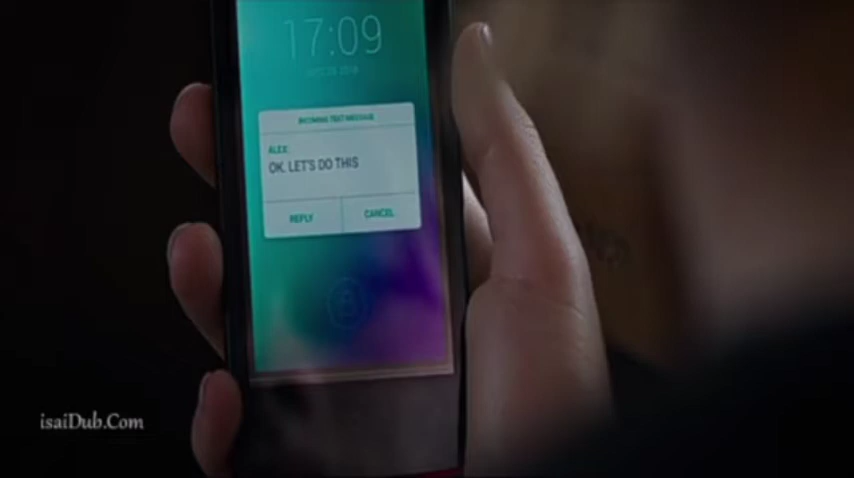 17:09
INCOMING TEXT MESSAGE
ALEX:
OK. LET'S DO THIS
REPLY
CANCEL
isaiDub.Com